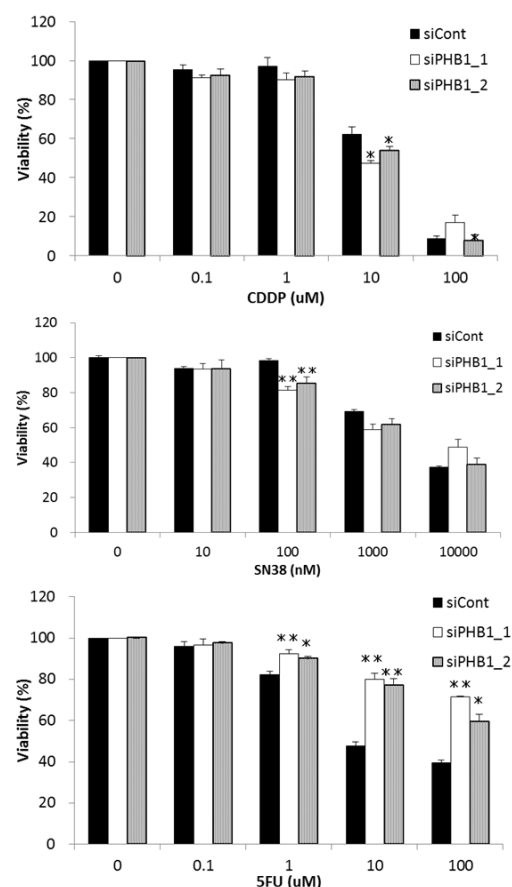 120
100
80
60
40
20
0
Viability (%)
siCont
siPHB1_1
siPHB1_2
* *
*
0 0.1 1 10 100
CDDP (uM)
120
100
80
60
40
20
0
Viability (%)
siCont
siPHB1_1
siPHB1_2
** **
0 10 100 1000 10000
SN38 (nM)
120
100
80
60
40
20
0
Viability (%)
siCont
siPHB1_1
siPHB1_2
** * ** ** ** *
0 0.1 1 10 100
5FU (uM)